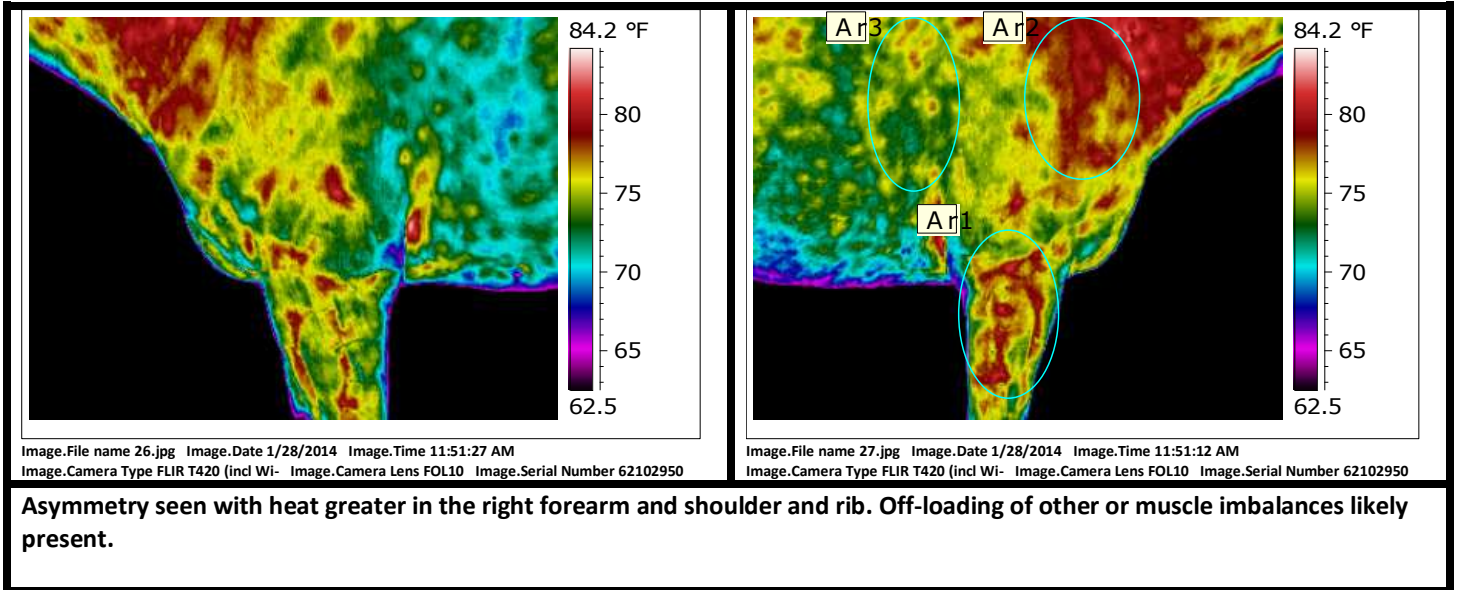 84.2 °F
80
75
70
65
62.5
Image.File name 26.jpg Image.Date 1/28/2014 Image.Time 11:51:27 AM
Image.Camera Type FLIR T420 (incl Wi- Image.Camera Lens FOL10 Image.Serial Number 62102950
Ar3
Ar2
Ar1
84.2 °F
80
75
70
65
62.5
Image.File name 27.jpg Image.Date 1/28/2014 Image.Time 11:51:12 AM
Image.Camera Type FLIR T420 (incl Wi- Image.Camera Lens FOL10 Image.Serial Number 62102950
Asymmetry seen with heat greater in the right forearm and shoulder and rib. Off-loading of other or muscle imbalances likely
present.